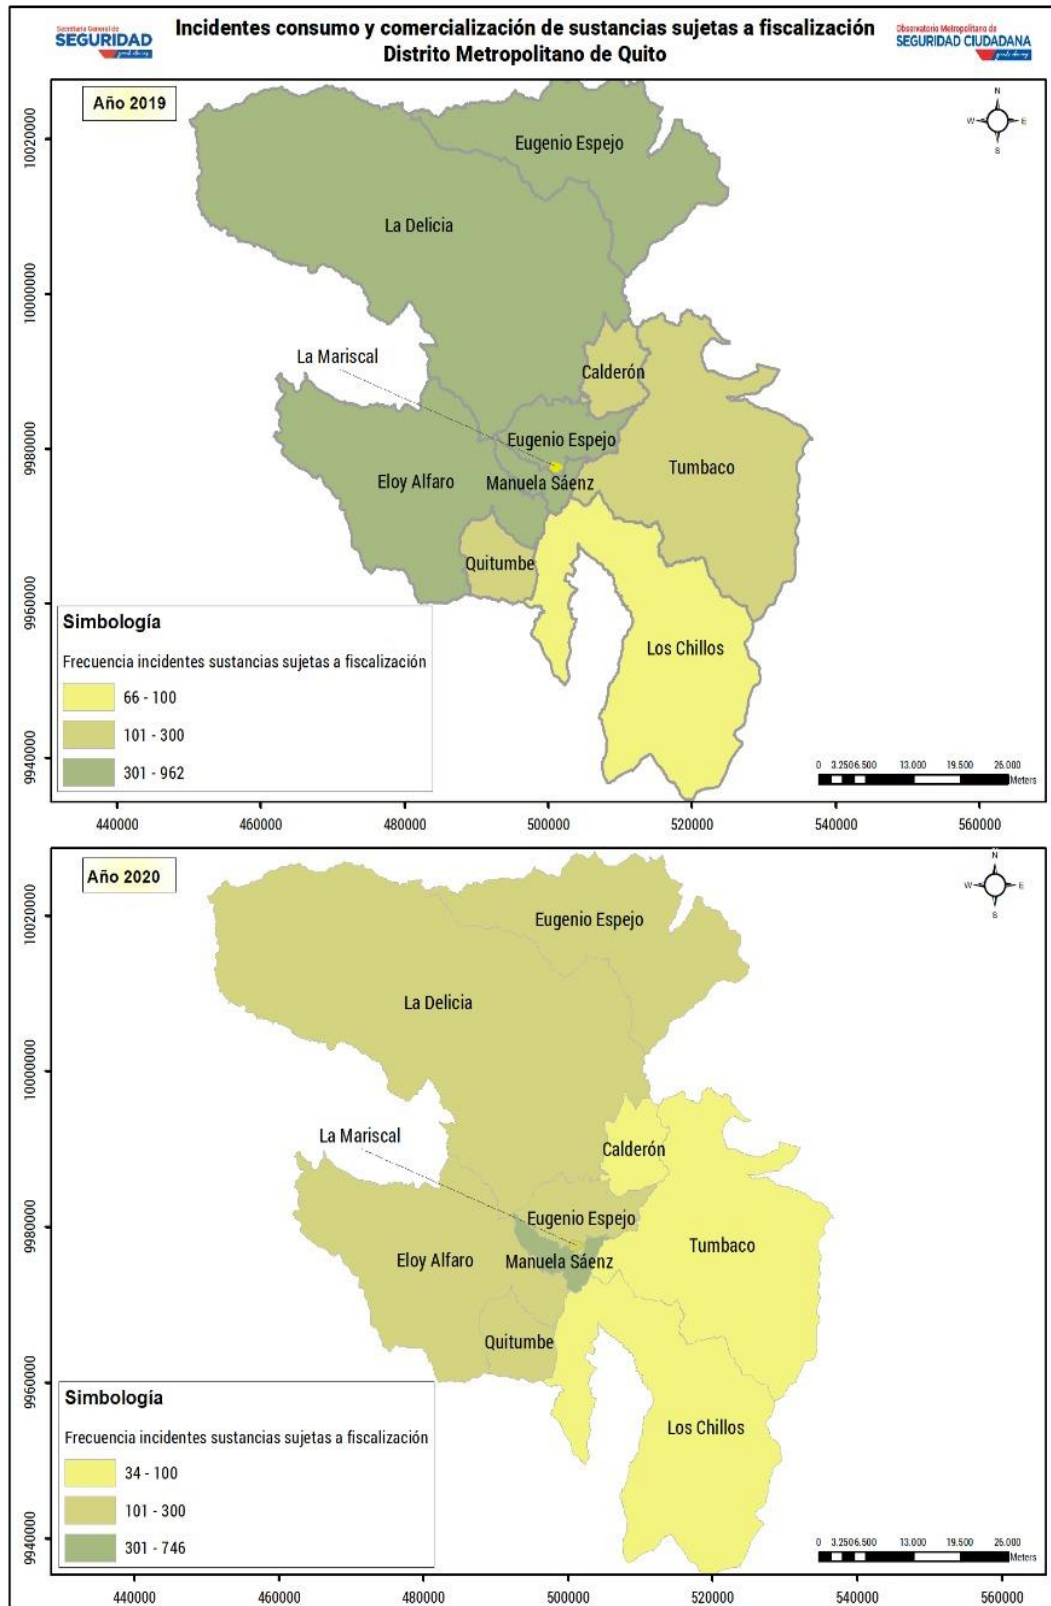 Secretaría General de
SEGURIDAD
Incidentes consumo y comercialización de sustancias sujetas a fiscalización
Distrito Metropolitano de Quito
Observatorio Metropolitano de
SEGURIDAD CIUDADANA
Año 2019
N
W
E
S
10020000
10000000
9980000
9960000
9940000
Eugenio Espejo
La Delicia
La Mariscal
Calderón
Eugenio Espejo
Tumbaco
Eloy Alfaro
Manuela Sáenz
Quitumbe
Los Chillos
Simbología
Frecuencia incidentes sustancias sujetas a fiscalización
66 - 100
101 - 300
301 - 962
0 3.250 6.500 13.000 19.500 26.000
Meters
440000 460000 480000 500000 520000 540000 560000
Año 2020
N
W
E
S
10020000
10000000
9980000
9960000
9940000
Eugenio Espejo
La Delicia
La Mariscal
Calderón
Eugenio Espejo
Tumbaco
Eloy Alfaro
Manuela Sáenz
Quitumbe
Los Chillos
Simbología
Frecuencia incidentes sustancias sujetas a fiscalización
34 - 100
101 - 300
301 - 746
0 3.250 6.500 13.000 19.500 26.000
Meters
440000 460000 480000 500000 520000 540000 560000